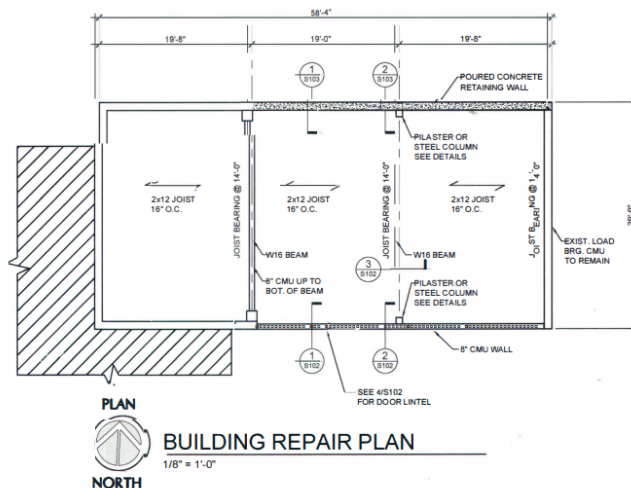 58'-4"
19'-8"
19'-0"
19'-8"
1
S103
2
S103
POURED CONCRETE
RETAINING WALL
PILASTER OR
STEEL COLUMN
SEE DETAILS
JOIST BEARING @ 14'-0"
JOIST BEARING @ 14'-0"
JOIST BEARING @ 14'-0"
2x12 JOIST
16" O.C.
2x12 JOIST
16" O.C.
2x12 JOIST
16" O.C.
EXIST. LOAD
BRG. CMU
TO REMAIN
W16 BEAM
W16 BEAM
3
S102
8" CMU UP TO
BOT. OF BEAM
PILASTER OR
STEEL COLUMN
SEE DETAILS
1
S102
2
S102
8" CMU WALL
SEE 4/S102
FOR DOOR LINTEL
PLAN
NORTH
BUILDING REPAIR PLAN
1/8" = 1'-0"